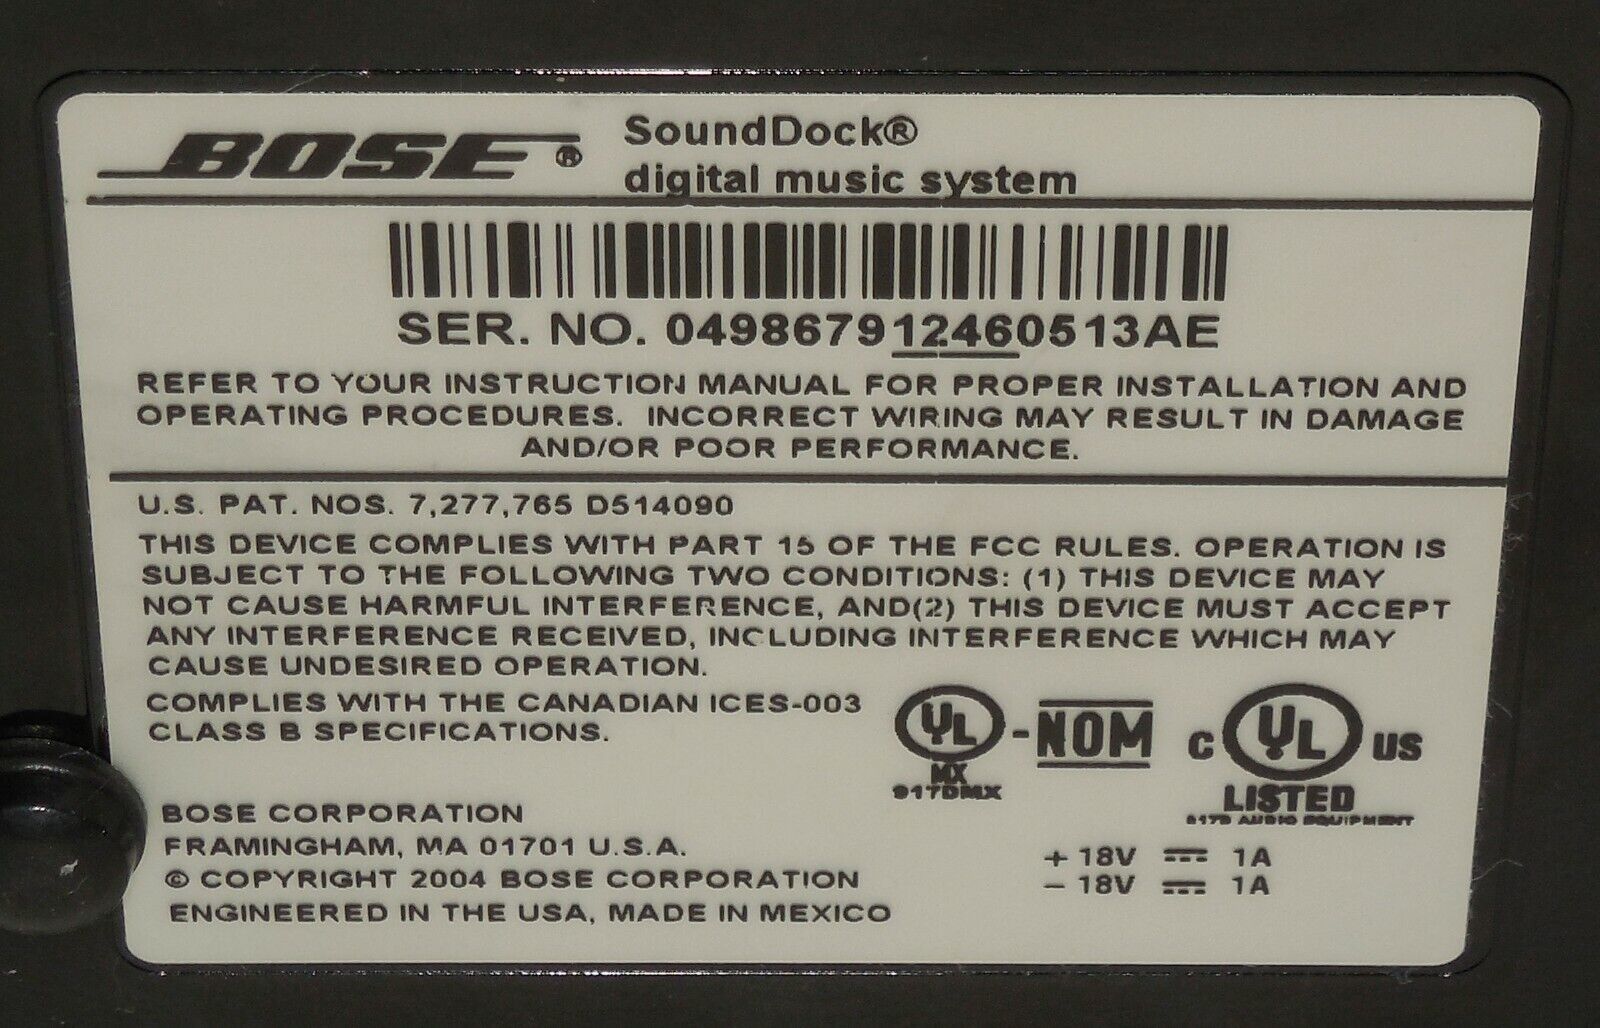 BOSE® SoundDock®
digital music system
SER. NO. 049867912460513AE
REFER TO YOUR INSTRUCTION MANUAL FOR PROPER INSTALLATION AND
OPERATING PROCEDURES. INCORRECT WIRING MAY RESULT IN DAMAGE
AND/OR POOR PERFORMANCE.
U.S. PAT. NOS. 7,277,765 D514090
THIS DEVICE COMPLIES WITH PART 15 OF THE FCC RULES. OPERATION IS
SUBJECT TO THE FOLLOWING TWO CONDITIONS: (1) THIS DEVICE MAY
NOT CAUSE HARMFUL INTERFERENCE, AND(2) THIS DEVICE MUST ACCEPT
ANY INTERFERENCE RECEIVED, INCLUDING INTERFERENCE WHICH MAY
CAUSE UNDESIRED OPERATION.
COMPLIES WITH THE CANADIAN ICES-003
CLASS B SPECIFICATIONS.
UL-NOM
MX
917DMX
C UL US
LISTED
AUDIO EQUIPMENT
BOSE CORPORATION
FRAMINGHAM, MA 01701 U.S.A.
© COPYRIGHT 2004 BOSE CORPORATION
ENGINEERED IN THE USA, MADE IN MEXICO
+ 18V ⎓ 1A
− 18V ⎓ 1A